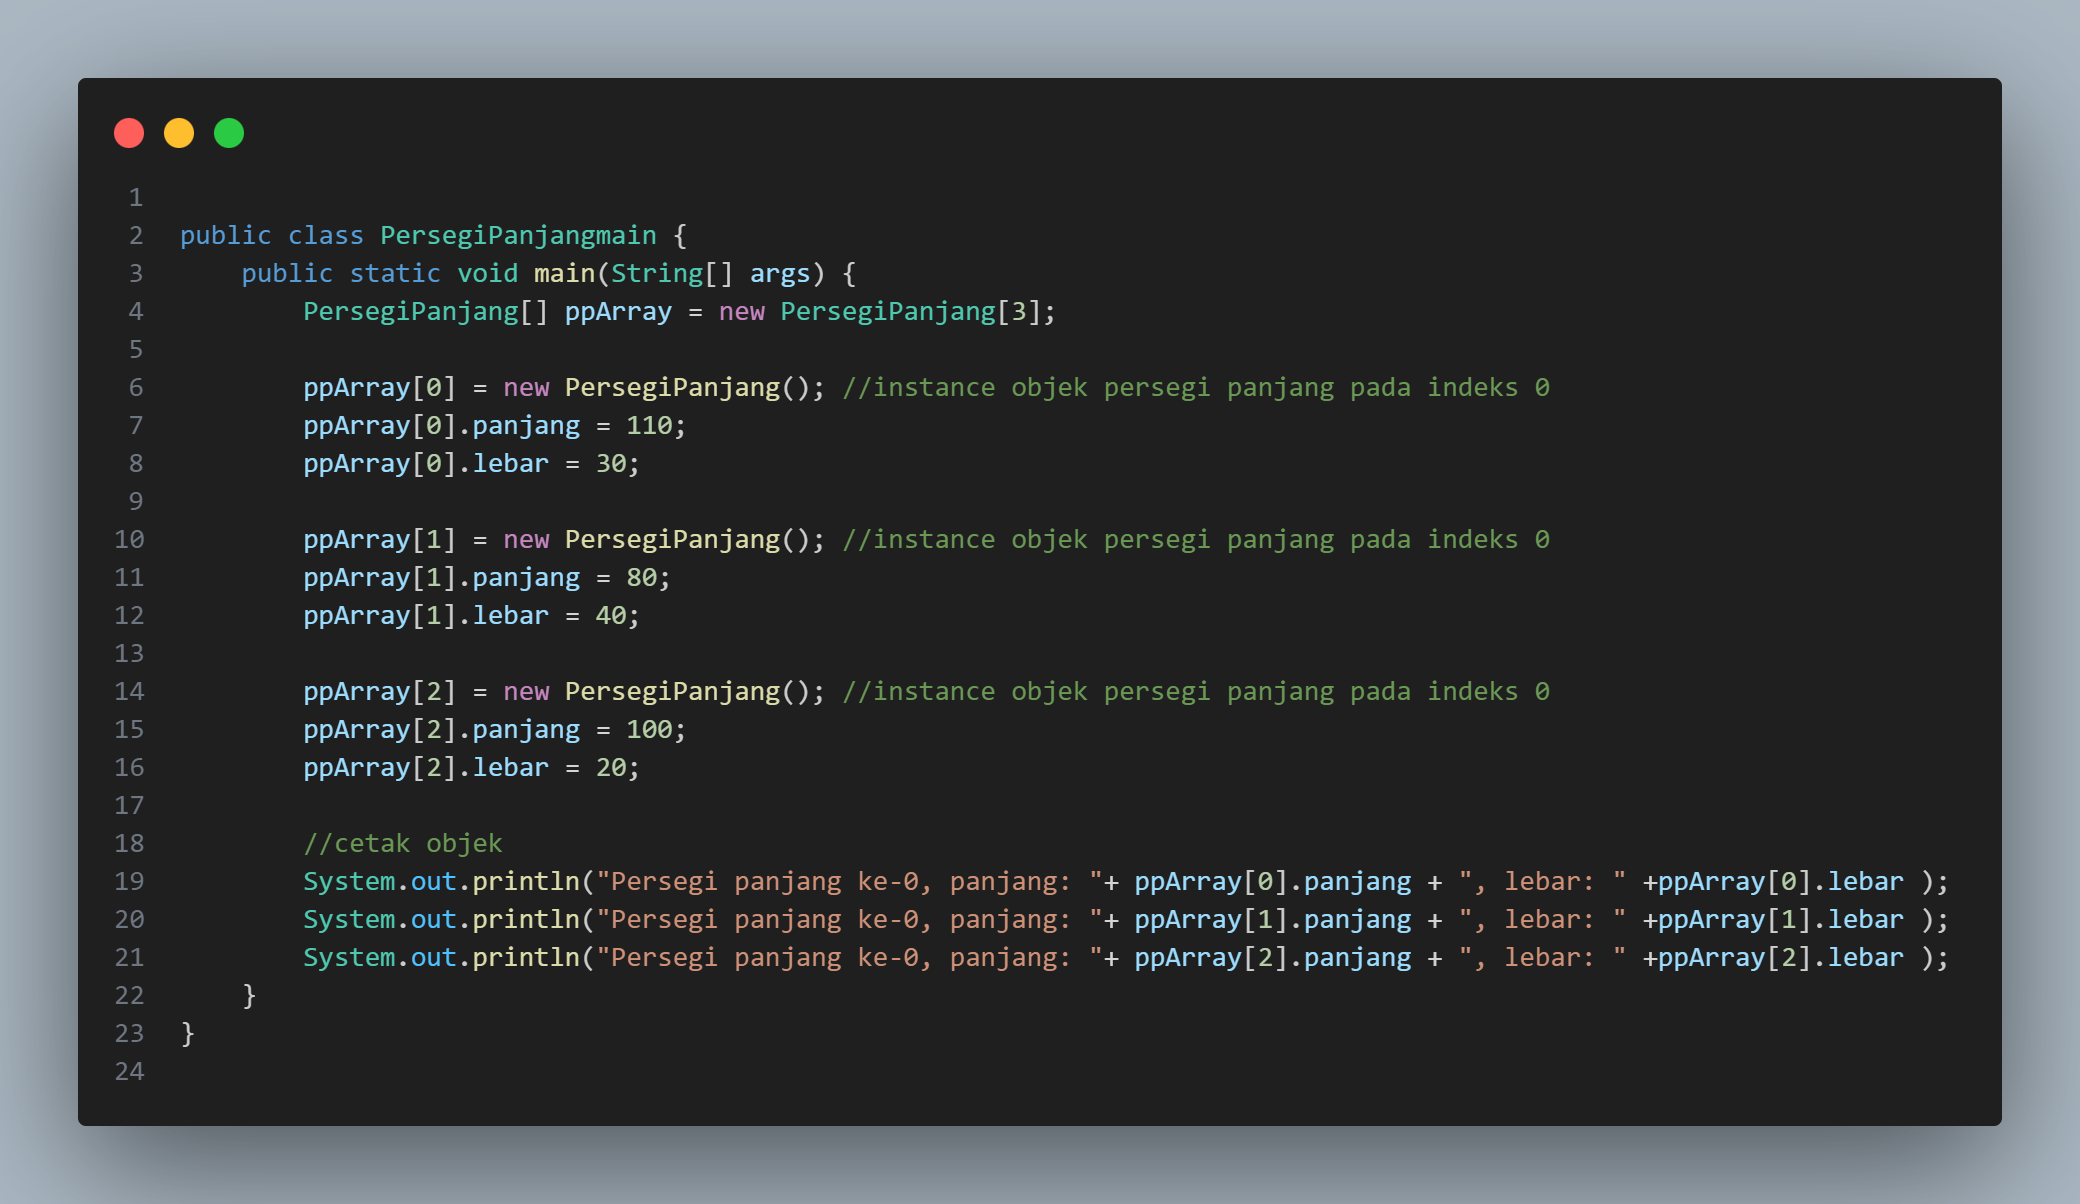 1
2 public class PersegiPanjangmain {
3     public static void main(String[] args) {
4         PersegiPanjang[] ppArray = new PersegiPanjang[3];
5
6         ppArray[0] = new PersegiPanjang(); //instance objek persegi panjang pada indeks 0
7         ppArray[0].panjang = 110;
8         ppArray[0].lebar = 30;
9
10         ppArray[1] = new PersegiPanjang(); //instance objek persegi panjang pada indeks 0
11         ppArray[1].panjang = 80;
12         ppArray[1].lebar = 40;
13
14         ppArray[2] = new PersegiPanjang(); //instance objek persegi panjang pada indeks 0
15         ppArray[2].panjang = 100;
16         ppArray[2].lebar = 20;
17
18         //cetak objek
19         System.out.println("Persegi panjang ke-0, panjang: "+ ppArray[0].panjang + ", lebar: " +ppArray[0].lebar );
20         System.out.println("Persegi panjang ke-0, panjang: "+ ppArray[1].panjang + ", lebar: " +ppArray[1].lebar );
21         System.out.println("Persegi panjang ke-0, panjang: "+ ppArray[2].panjang + ", lebar: " +ppArray[2].lebar );
22     }
23 }
24